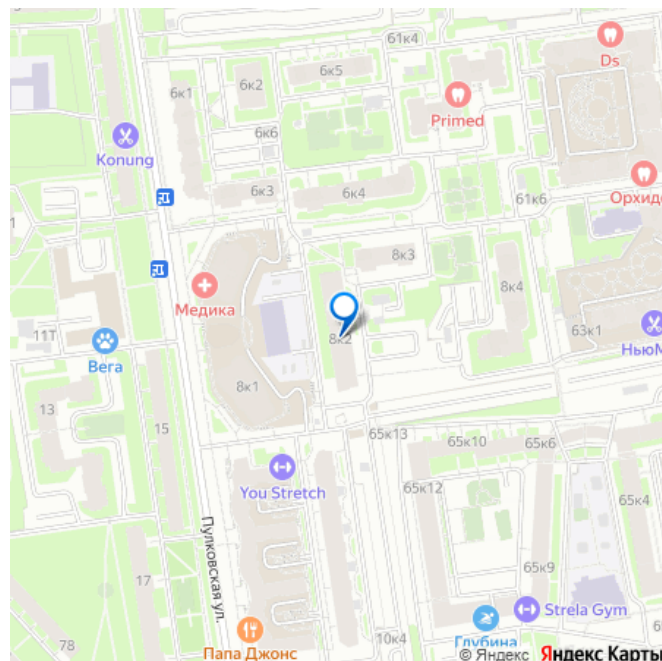 61к4
Ds
6к5
6к2
6к1
Primed
6к6
Konung
6к3
6к4
61к6
8к3
8к4
Медика
11Т
Вега
8к2
63к1
8к1
13
15
65к13
65к10
65к6
You Stretch
65к12
65к4
Пулковская ул.
17
65к9
Strela Gym
78
Папа Джонс
10к4
Глубина
© Яндекс
Яндекс Карты